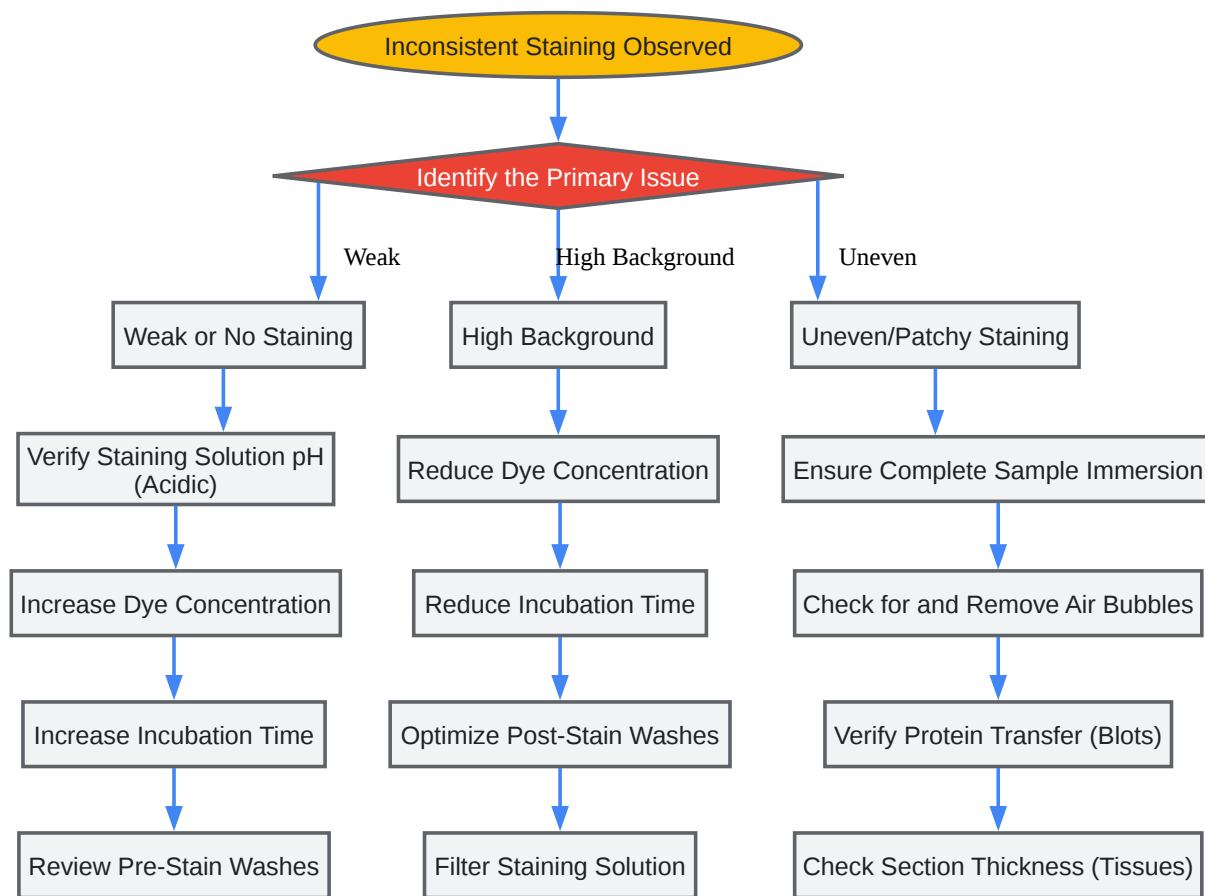 Inconsistent Staining Observed
Identify the Primary Issue
Weak
High Background
Uneven
Weak or No Staining
High Background
Uneven/Patchy Staining
Verify Staining Solution pH
(Acidic)
Reduce Dye Concentration
Ensure Complete Sample Immersion
Increase Dye Concentration
Reduce Incubation Time
Check for and Remove Air Bubbles
Increase Incubation Time
Optimize Post-Stain Washes
Verify Protein Transfer (Blots)
Review Pre-Stain Washes
Filter Staining Solution
Check Section Thickness (Tissues)